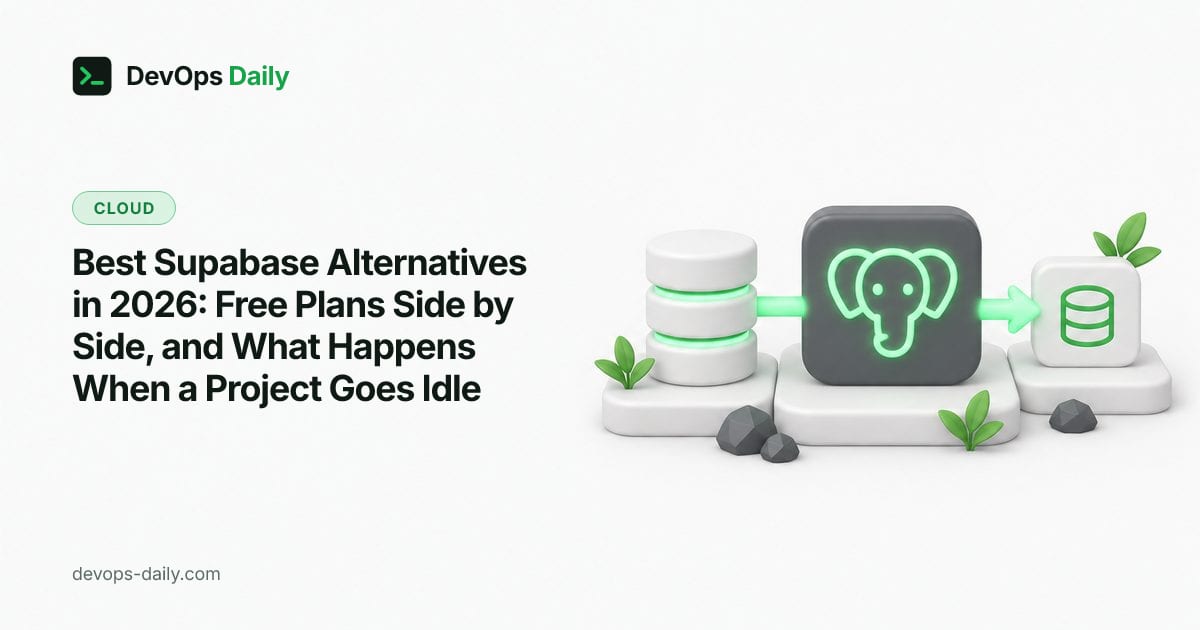 DevOps Daily
CLOUD
Best Supabase Alternatives
in 2026: Free Plans Side by
Side, and What Happens
When a Project Goes Idle
devops-daily.com